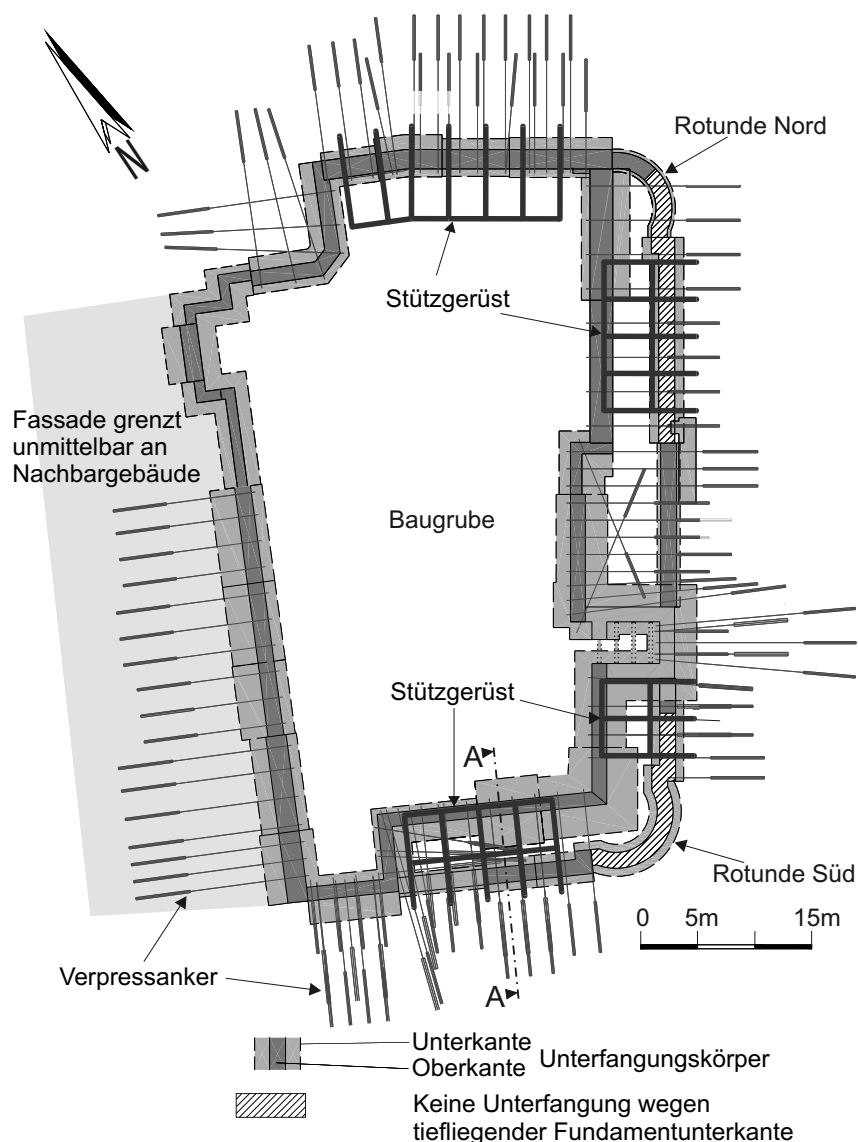 N
Rotunde Nord
Stützgerüst
Fassade grenzt
unmittelbar an
Nachbargebäude
Baugrube
Stützgerüst
A
Rotunde Süd
0 5m 15m
Verpressanker
A
Unterkante
Oberkante Unterfangungskörper
Keine Unterfangung wegen
tiefliegender Fundamentunterkante